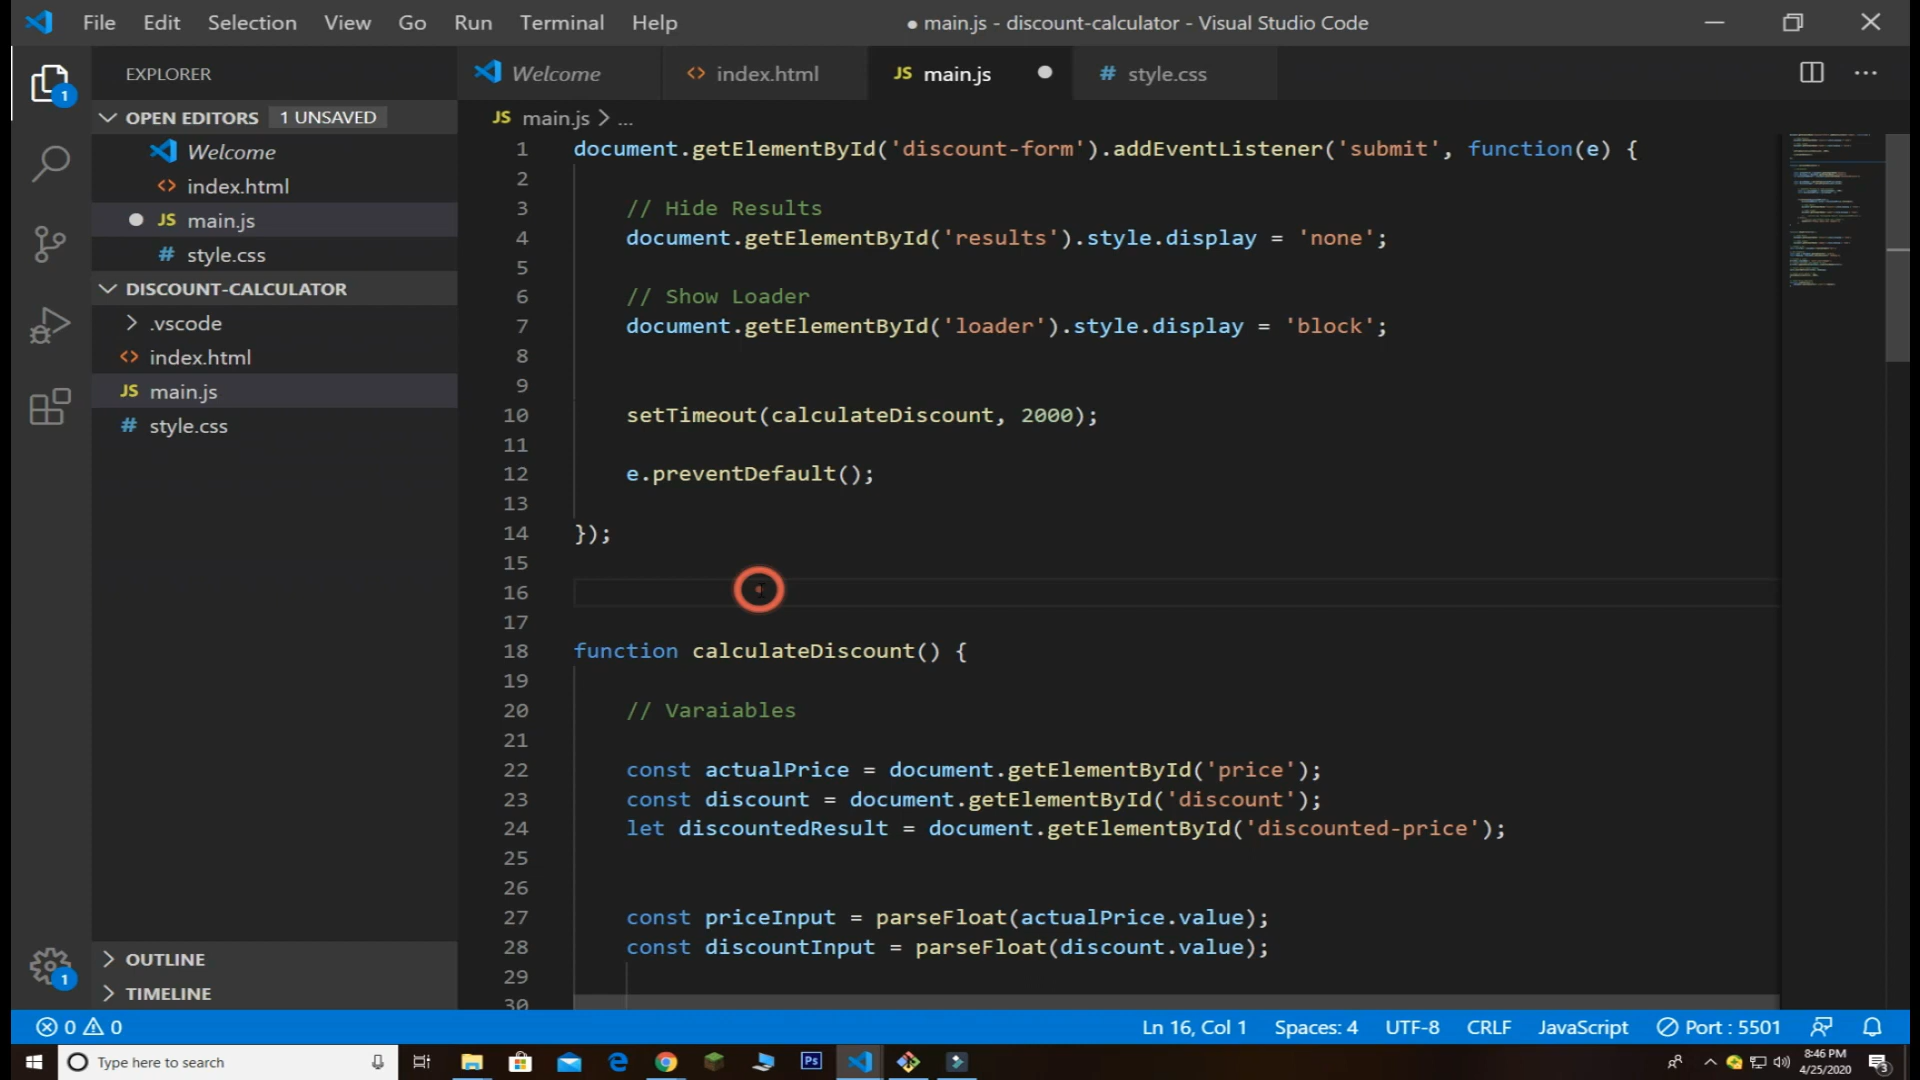 File Edit Selection View Go Run Terminal Help
● main.js - discount-calculator - Visual Studio Code
EXPLORER
1
OPEN EDITORS 1 UNSAVED
Welcome
index.html
JS main.js
# style.css
DISCOUNT-CALCULATOR
.vscode
index.html
JS main.js
# style.css
OUTLINE
TIMELINE
1
Welcome
index.html
JS main.js
# style.css
JS main.js > ...
1 document.getElementById('discount-form').addEventListener('submit', function(e) {
2
3 // Hide Results
4 document.getElementById('results').style.display = 'none';
5
6 // Show Loader
7 document.getElementById('loader').style.display = 'block';
8
9
10 setTimeout(calculateDiscount, 2000);
11
12 e.preventDefault();
13
14 });
15
16
17
18 function calculateDiscount() {
19
20 // Varaiables
21
22 const actualPrice = document.getElementById('price');
23 const discount = document.getElementById('discount');
24 let discountedResult = document.getElementById('discounted-price');
25
26
27 const priceInput = parseFloat(actualPrice.value);
28 const discountInput = parseFloat(discount.value);
29
30
0 0
Ln 16, Col 1 Spaces: 4 UTF-8 CRLF JavaScript Port : 5501
Type here to search
Ps
8:46 PM
4/25/2020
3